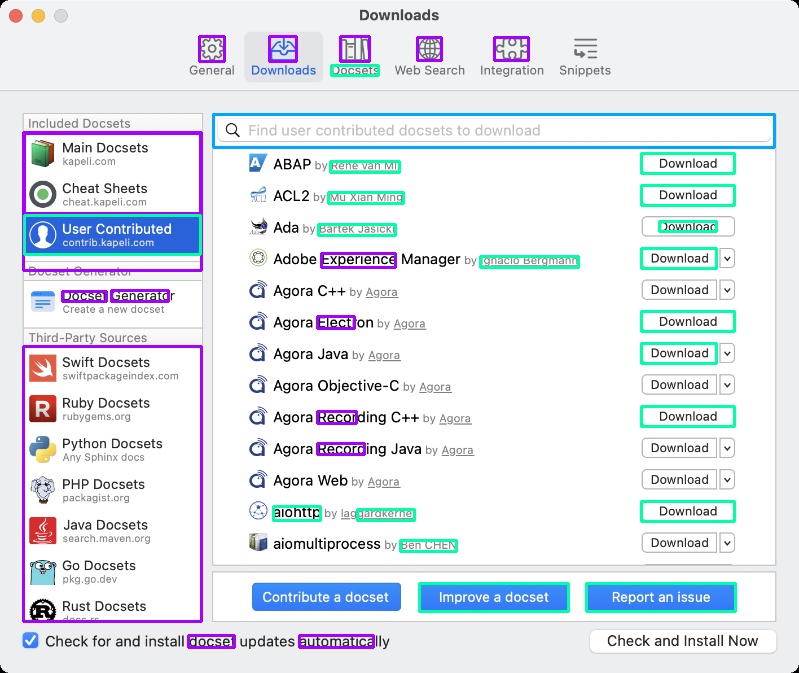 Downloads
General Downloads Docsets Web Search Integration Snippets
Included Docsets
Main Docsets
kapeli.com
Cheat Sheets
cheat.kapeli.com
User Contributed
contrib.kapeli.com
Docset Generator
Docset Generator
Create a new docset
Third-Party Sources
Swift Docsets
swiftpackageindex.com
Ruby Docsets
rubygems.org
Python Docsets
Any Sphinx docs
PHP Docsets
packagist.org
Java Docsets
search.maven.org
Go Docsets
pkg.go.dev
Rust Docsets
docs.rs
Find user contributed docsets to download
ABAP by Rene Van Mil Download
ACL2 by Mu Xian Ming Download
Ada by Bartek Jasicki Download
Adobe Experience Manager by Ignacio Bergmann Download
Agora C++ by Agora Download
Agora Electron by Agora Download
Agora Java by Agora Download
Agora Objective-C by Agora Download
Agora Recording C++ by Agora Download
Agora Recording Java by Agora Download
Agora Web by Agora Download
aiohttp by laggardkernel Download
aiomultiprocess by Ben CHEN Download
Contribute a docset Improve a docset Report an issue
Check for and install docset updates automatically Check and Install Now